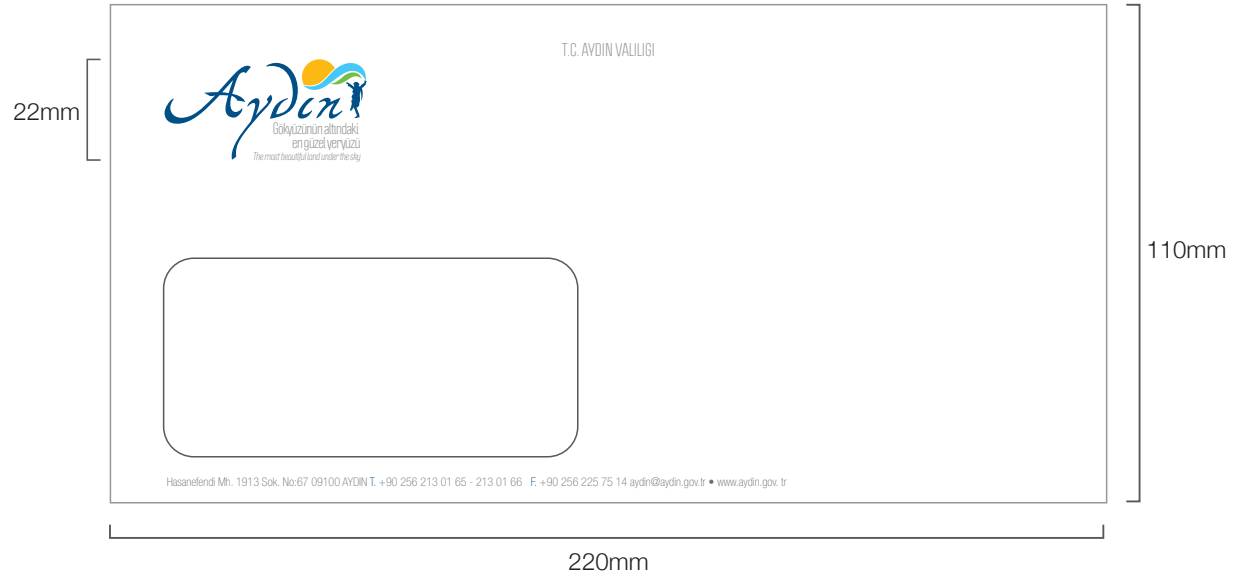 T.C. AYDIN VALILIGI
22mm
Aydın
Gökyüzünün altındaki
en güzel yeryüzü
The most beautiful land under the sky
110mm
Hasanefendi Mh. 1913 Sok. No:67 09100 AYDIN T. +90 256 213 01 65 - 213 01 66 F. +90 256 225 75 14 aydin@aydin.gov.tr • www.aydin.gov. tr
220mm